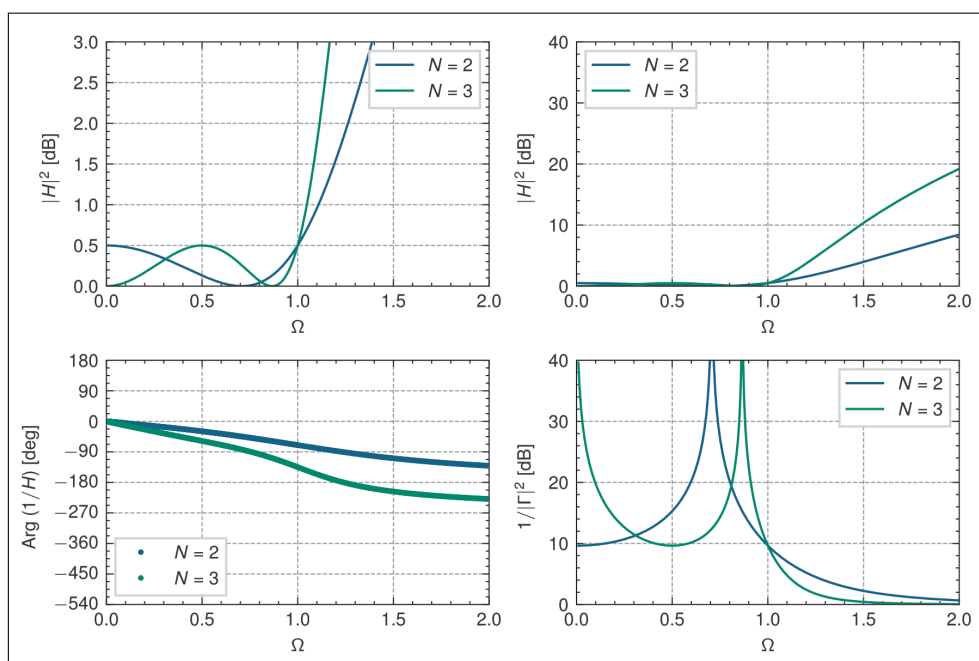 3.0
2.5
2.0
1.5
1.0
0.5
0.0
|H|² [dB]
0.0 0.5 1.0 1.5 2.0
Ω
N = 2
N = 3
40
30
20
10
0
|H|² [dB]
0.0 0.5 1.0 1.5 2.0
Ω
N = 2
N = 3
180
90
0
−90
−180
−270
−360
−450
−540
Arg (1/H) [deg]
0.0 0.5 1.0 1.5 2.0
Ω
N = 2
N = 3
40
30
20
10
0
1/|Γ|² [dB]
0.0 0.5 1.0 1.5 2.0
Ω
N = 2
N = 3